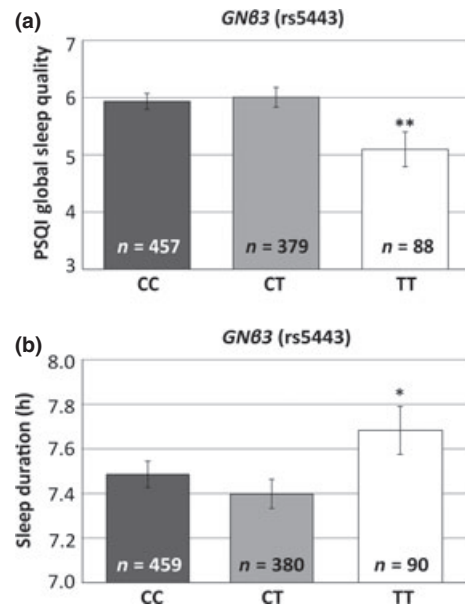 (a)
GNβ3 (rs5443)
PSQI global sleep quality
7
6
5
4
3
**
n = 457
n = 379
n = 88
CC
CT
TT
(b)
GNβ3 (rs5443)
Sleep duration (h)
8.0
7.8
7.6
7.4
7.2
7.0
*
n = 459
n = 380
n = 90
CC
CT
TT